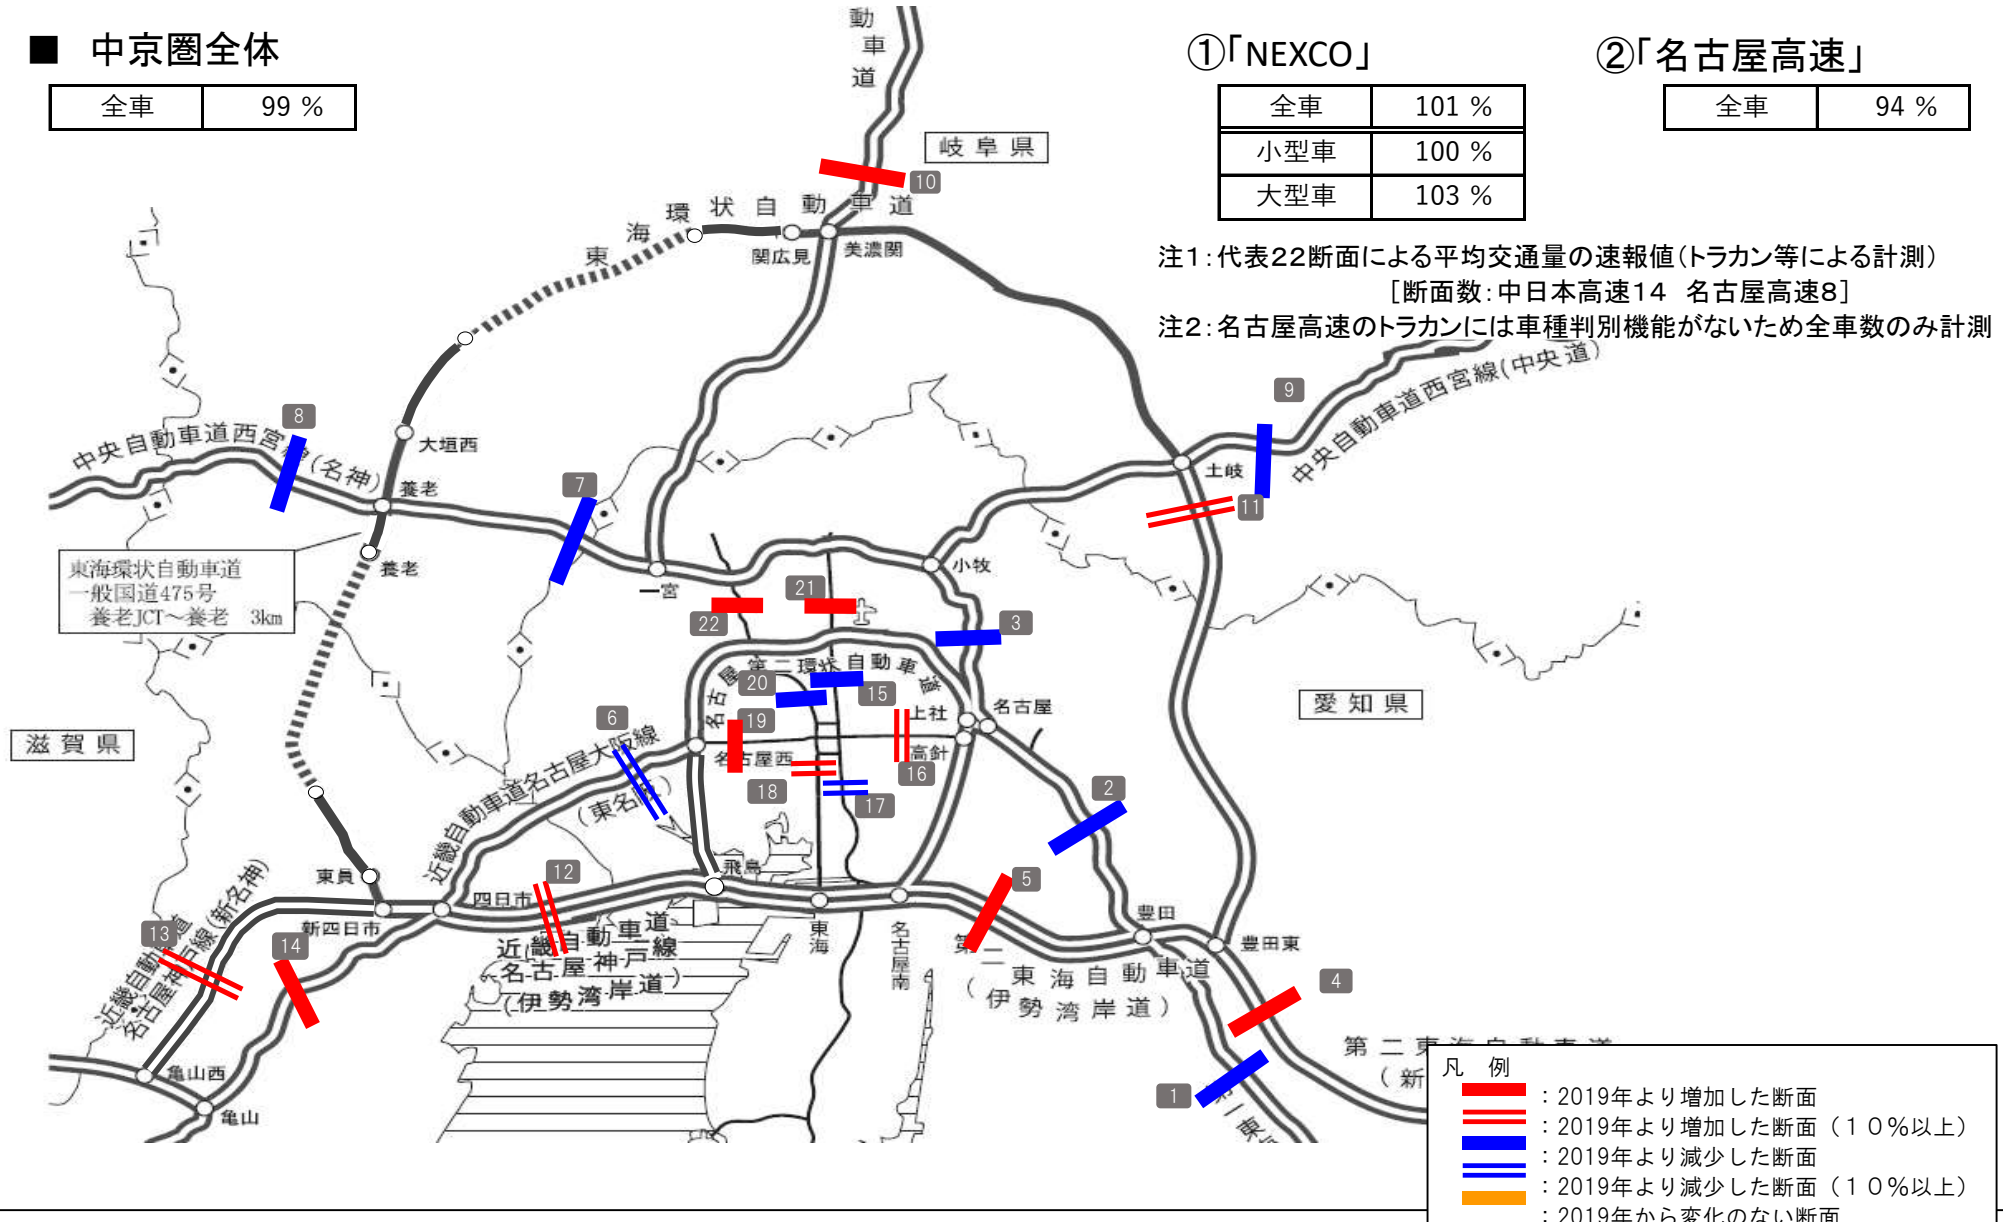 ■ 中京圏全体
全車 99 %
①「NEXCO」
全車 101 %
小型車 100 %
大型車 103 %
②「名古屋高速」
全車 94 %
注1：代表22断面による平均交通量の速報値（トラカン等による計測）
［断面数：中日本高速14 名古屋高速8］
注2：名古屋高速のトラカンには車種判別機能がないため全車数のみ計測
動車道
岐阜県
10
東海環状自動車道
関広見
美濃関
9
中央自動車道西宮線(中央道)
土岐
11
8
中央自動車道西宮線(名神)
大垣西
養老
7
養老
東海環状自動車道
一般国道475号
養老JCT～養老 3km
一宮
小牧
21
22
3
名古屋第二環状自動車道
20
15
19
上社
名古屋
高針
名古屋西
16
18
17
愛知県
滋賀県
6
近畿自動車道名古屋大阪線
(東名阪)
2
飛島
12
5
東員
四日市
新四日市
東海
名古屋南
豊田
豊田東
13
14
近畿自動車道
名古屋神戸線(新名神)
近畿自動車道
名古屋神戸線
(伊勢湾岸道)
第二東海自動車道
(伊勢湾岸道)
4
1
亀山西
亀山
第二東海自動車道
(新
第一東
凡 例
：2019年より増加した断面
：2019年より増加した断面（１０％以上）
：2019年より減少した断面
：2019年より減少した断面（１０％以上）
：2019年から変化のない断面